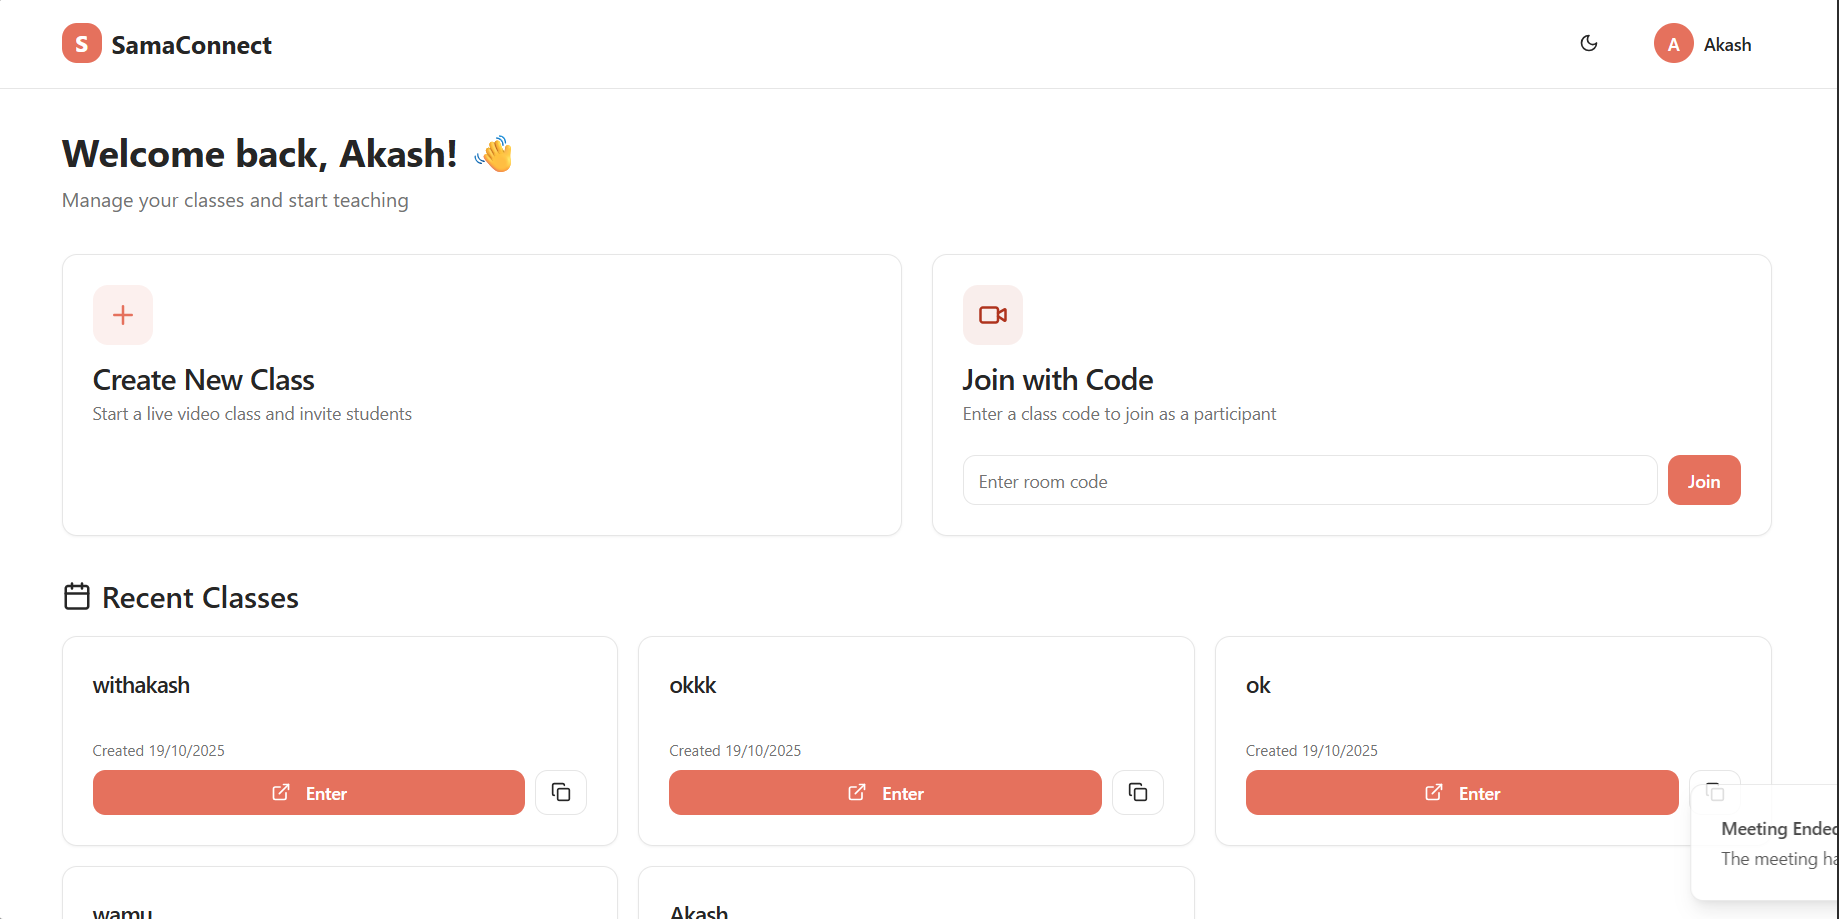 S SamaConnect
A Akash
Welcome back, Akash! 👋
Manage your classes and start teaching
Create New Class
Start a live video class and invite students
Join with Code
Enter a class code to join as a participant
Enter room code
Join
Recent Classes
withakash
Created 19/10/2025
Enter
okkk
Created 19/10/2025
Enter
ok
Created 19/10/2025
Enter
Meeting Ended
The meeting ha
wamu
Akash